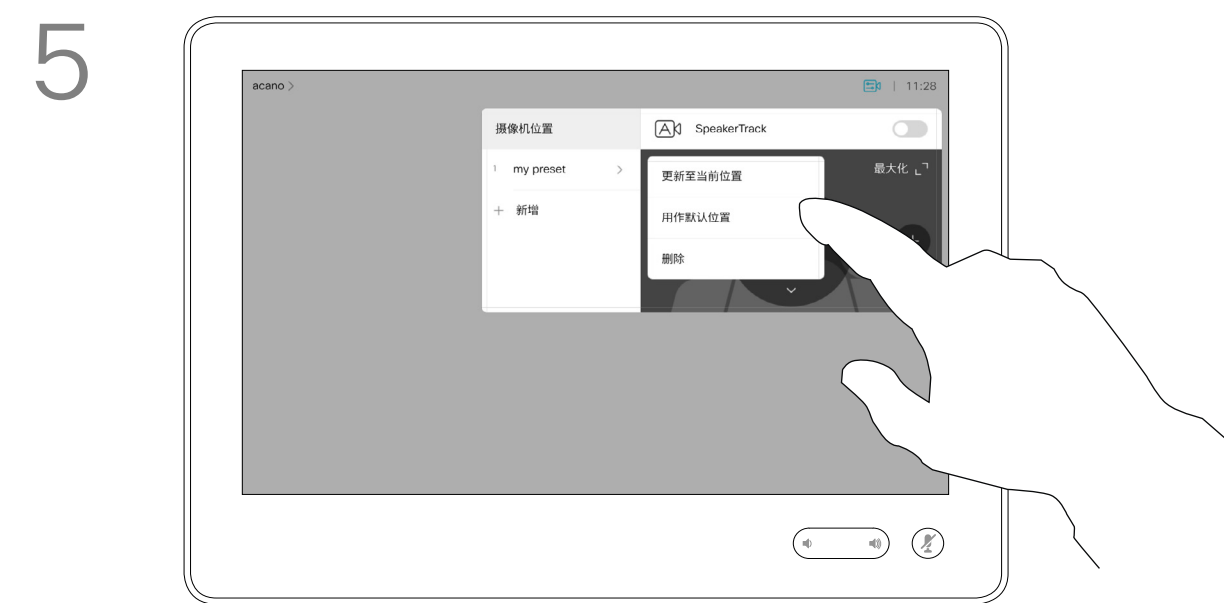 5
acano >
11:28
摄像机位置
SpeakerTrack
1 my preset >
更新至当前位置
最大化
+ 新增
用作默认位置
删除